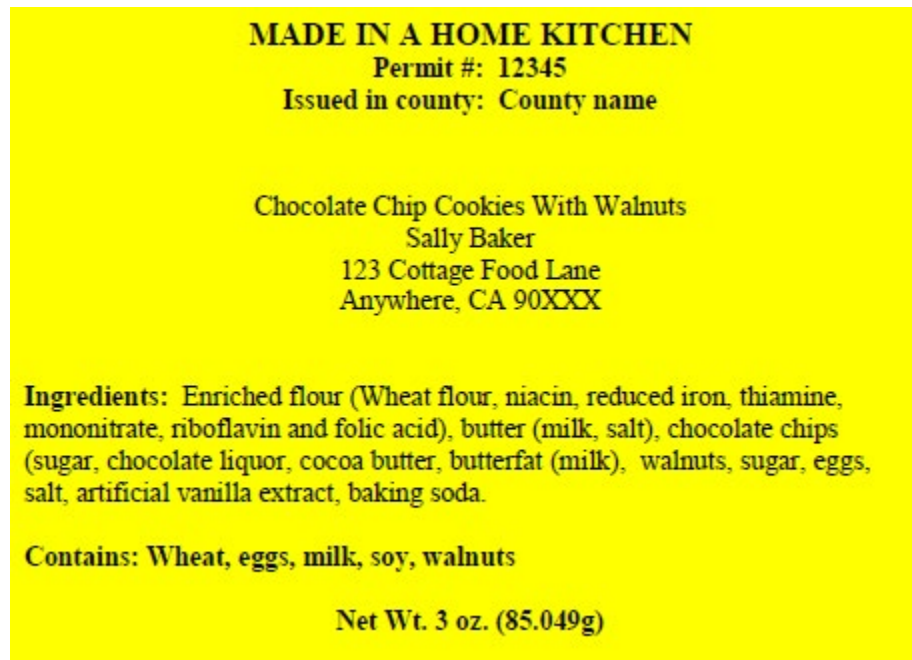 MADE IN A HOME KITCHEN
Permit #: 12345
Issued in county: County name
Chocolate Chip Cookies With Walnuts
Sally Baker
123 Cottage Food Lane
Anywhere, CA 90XXX
Ingredients: Enriched flour (Wheat flour, niacin, reduced iron, thiamine,
mononitrate, riboflavin and folic acid), butter (milk, salt), chocolate chips
(sugar, chocolate liquor, cocoa butter, butterfat (milk), walnuts, sugar, eggs,
salt, artificial vanilla extract, baking soda.
Contains: Wheat, eggs, milk, soy, walnuts
Net Wt. 3 oz. (85.049g)